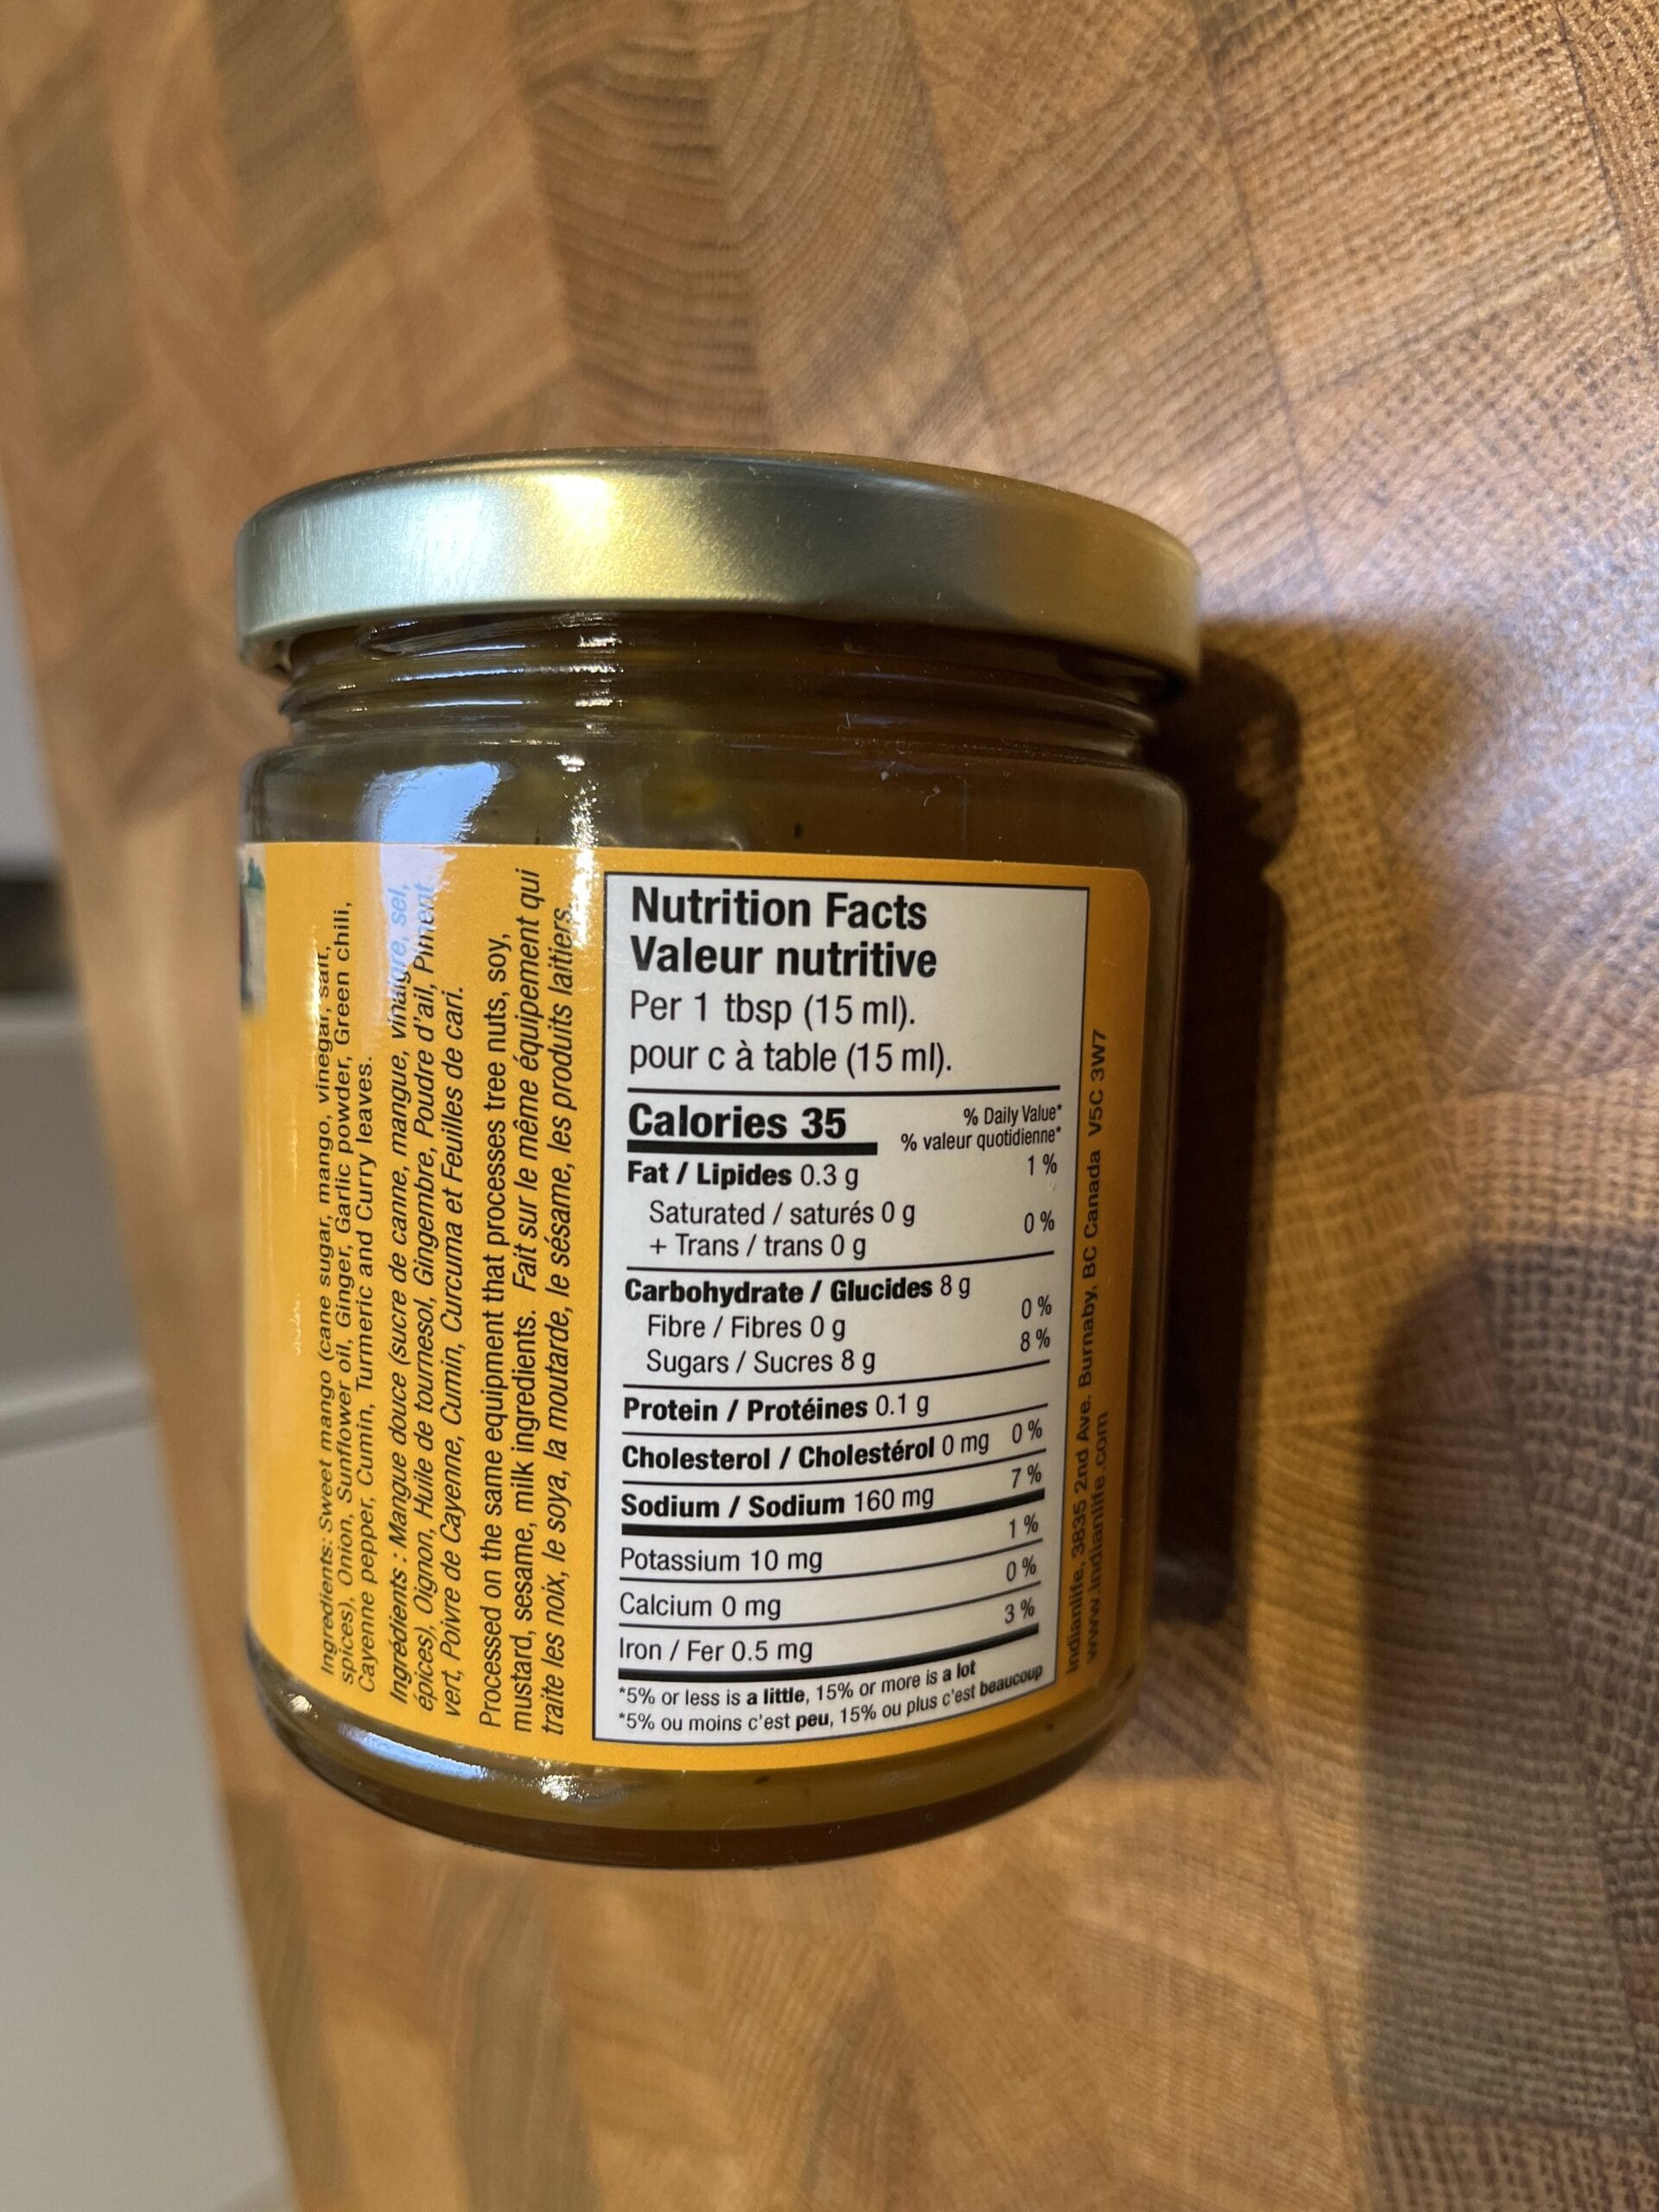 Ingredients: Sweet mango (cane sugar, mango, vinegar, salt,
spices), Onion, Sunflower oil, Ginger, Garlic powder, Green chili,
Cayenne pepper, Cumin, Turmeric and Curry leaves.
Ingrédients : Mangue douce (sucre de canne, mangue, vinaigre, sel,
épices), Oignon, Huile de tournesol, Gingembre, Poudre d'ail, Piment
vert, Poivre de Cayenne, Cumin, Curcuma et Feuilles de cari.
Processed on the same equipment that processes tree nuts, soy,
mustard, sesame, milk ingredients. Fait sur le même équipement qui
traite les noix, le soya, la moutarde, le sésame, les produits laitiers.
Nutrition Facts
Valeur nutritive
Per 1 tbsp (15 ml).
pour c à table (15 ml).
Calories 35 % Daily Value*
% valeur quotidienne*
Fat / Lipides 0.3 g 1 %
Saturated / saturés 0 g 0 %
+ Trans / trans 0 g
Carbohydrate / Glucides 8 g
Fibre / Fibres 0 g 0 %
Sugars / Sucres 8 g 8 %
Protein / Protéines 0.1 g
Cholesterol / Cholestérol 0 mg 0 %
Sodium / Sodium 160 mg 7 %
Potassium 10 mg 1 %
Calcium 0 mg 0 %
Iron / Fer 0.5 mg 3 %
*5% or less is a little, 15% or more is a lot
*5% ou moins c'est peu, 15% ou plus c'est beaucoup
Indianlife, 3835 2nd Ave. Burnaby, BC Canada V5C 3W7
www.indianlife.com